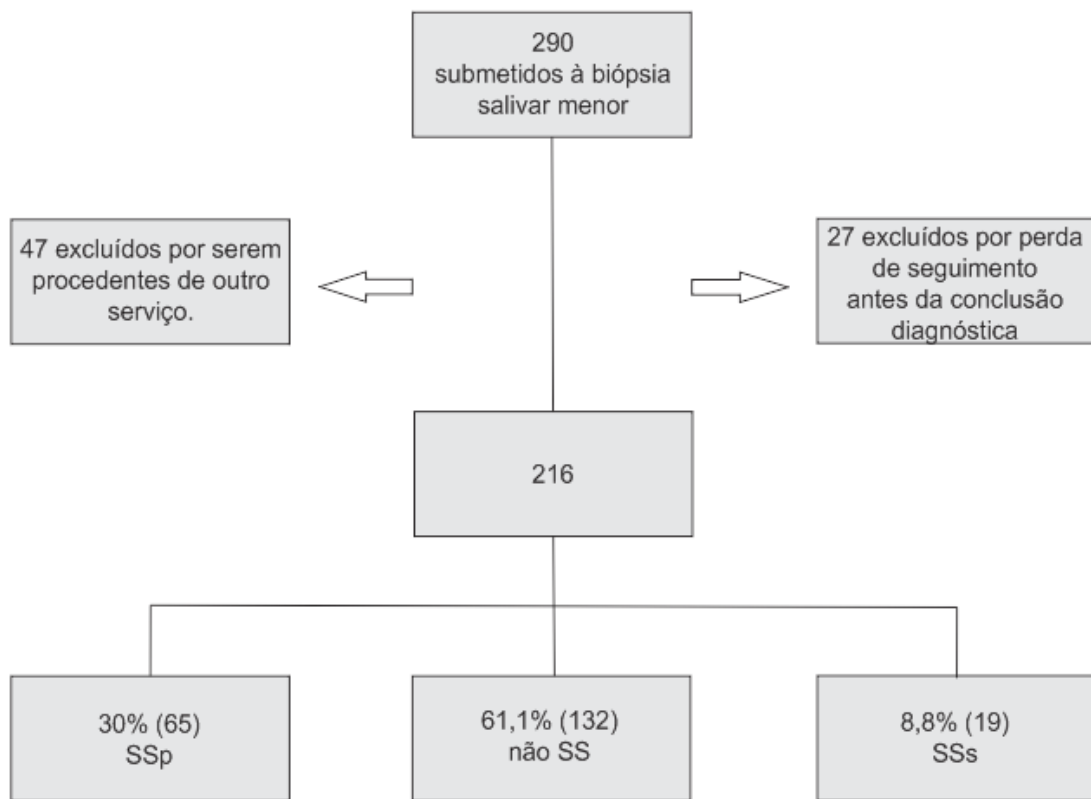 290
submetidos à biópsia
salivar menor
47 excluídos por serem
procedentes de outro
serviço.
27 excluídos por perda
de seguimento
antes da conclusão
diagnóstica
216
30% (65)
SSp
61,1% (132)
não SS
8,8% (19)
SSs